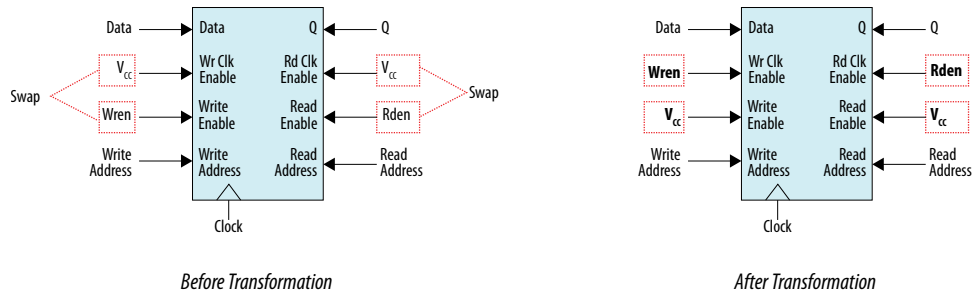 Data
Data
Q
Q
Swap
Vcc
Wr Clk
Enable
Rd Clk
Enable
Vcc
Swap
Wren
Write
Enable
Read
Enable
Rden
Write
Address
Write
Address
Read
Address
Read
Address
Clock
Before Transformation
Data
Data
Q
Q
Wren
Wr Clk
Enable
Rd Clk
Enable
Rden
Vcc
Write
Enable
Read
Enable
Vcc
Write
Address
Write
Address
Read
Address
Read
Address
Clock
After Transformation